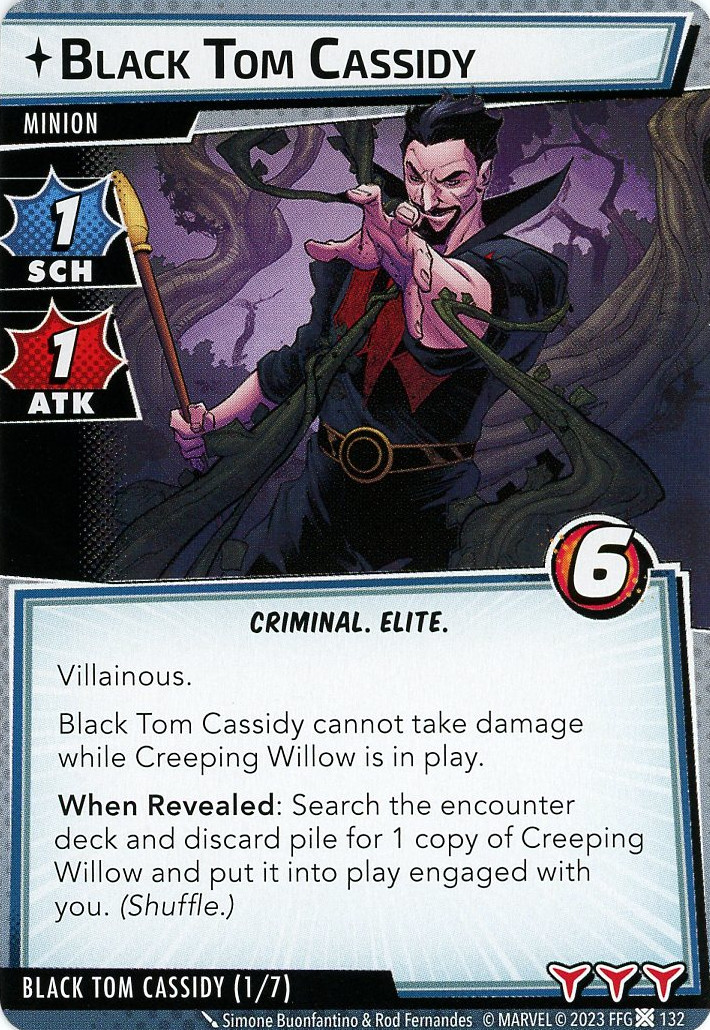 BLACK TOM CASSIDY
MINION
1
SCH
1
ATK
6
CRIMINAL. ELITE.
Villainous.
Black Tom Cassidy cannot take damage
while Creeping Willow is in play.
When Revealed: Search the encounter
deck and discard pile for 1 copy of Creeping
Willow and put it into play engaged with
you. (Shuffle.)
BLACK TOM CASSIDY (1/7)
Simone Buonfantino & Rod Fernandes © MARVEL © 2023 FFG 132